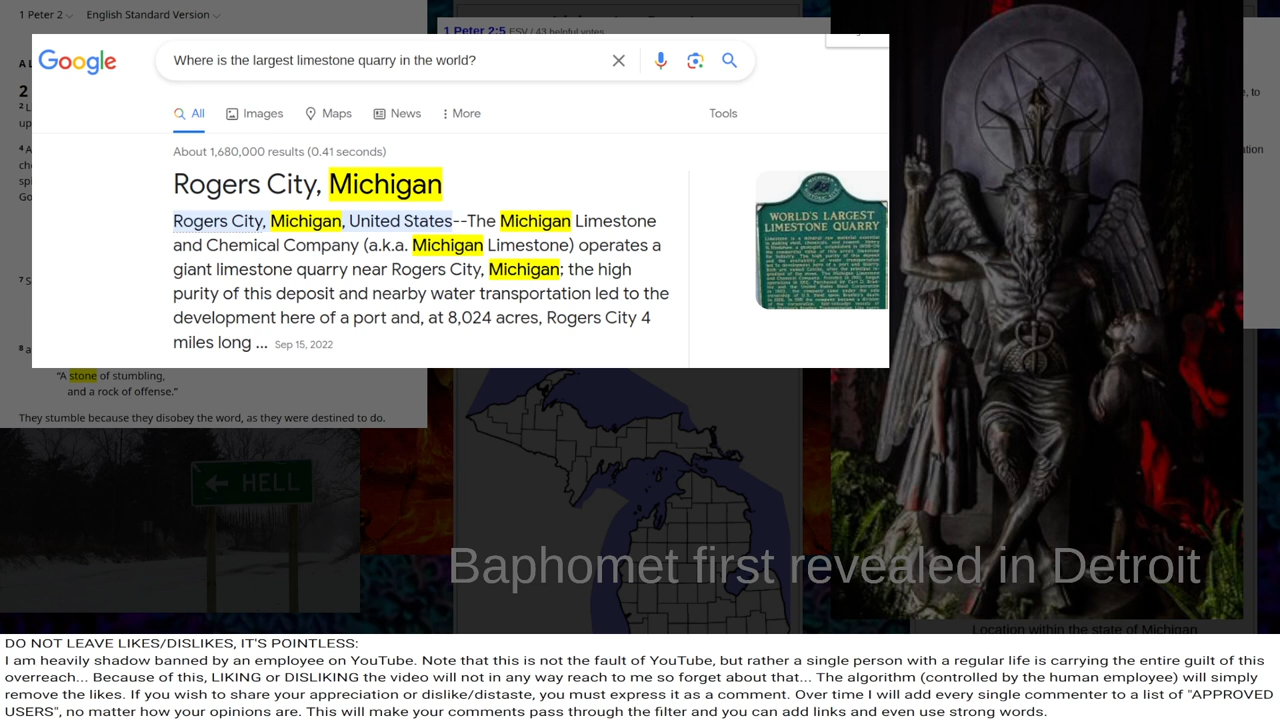 1 Peter 2
English Standard Version
1 Peter 2:5 ESV / 43 helpful votes
Google
Where is the largest limestone quarry in the world?
All
Images
Maps
News
More
Tools
About 1,680,000 results (0.41 seconds)
Rogers City, Michigan
Rogers City, Michigan, United States--The Michigan Limestone
and Chemical Company (a.k.a. Michigan Limestone) operates a
giant limestone quarry near Rogers City, Michigan; the high
purity of this deposit and nearby water transportation led to the
development here of a port and, at 8,024 acres, Rogers City 4
miles long ... Sep 15, 2022
WORLD'S LARGEST
LIMESTONE QUARRY
A L
2
2 L
up
4 A
che
spi
Go
7 S
8 a
"A stone of stumbling,
and a rock of offense."
They stumble because they disobey the word, as they were destined to do.
, to
ation
HELL
Baphomet first revealed in Detroit
Location within the state of Michigan
DO NOT LEAVE LIKES/DISLIKES, IT'S POINTLESS:
I am heavily shadow banned by an employee on YouTube. Note that this is not the fault of YouTube, but rather a single person with a regular life is carrying the entire guilt of this
overreach... Because of this, LIKING or DISLIKING the video will not in any way reach to me so forget about that... The algorithm (controlled by the human employee) will simply
remove the likes. If you wish to share your appreciation or dislike/distaste, you must express it as a comment. Over time I will add every single commenter to a list of "APPROVED
USERS", no matter how your opinions are. This will make your comments pass through the filter and you can add links and even use strong words.